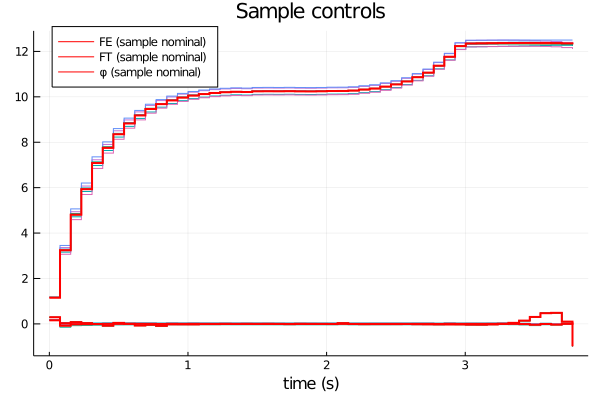 Sample controls
FE (sample nominal)
FT (sample nominal)
φ (sample nominal)
12
10
8
6
4
2
0
0 1 2 3
time (s)